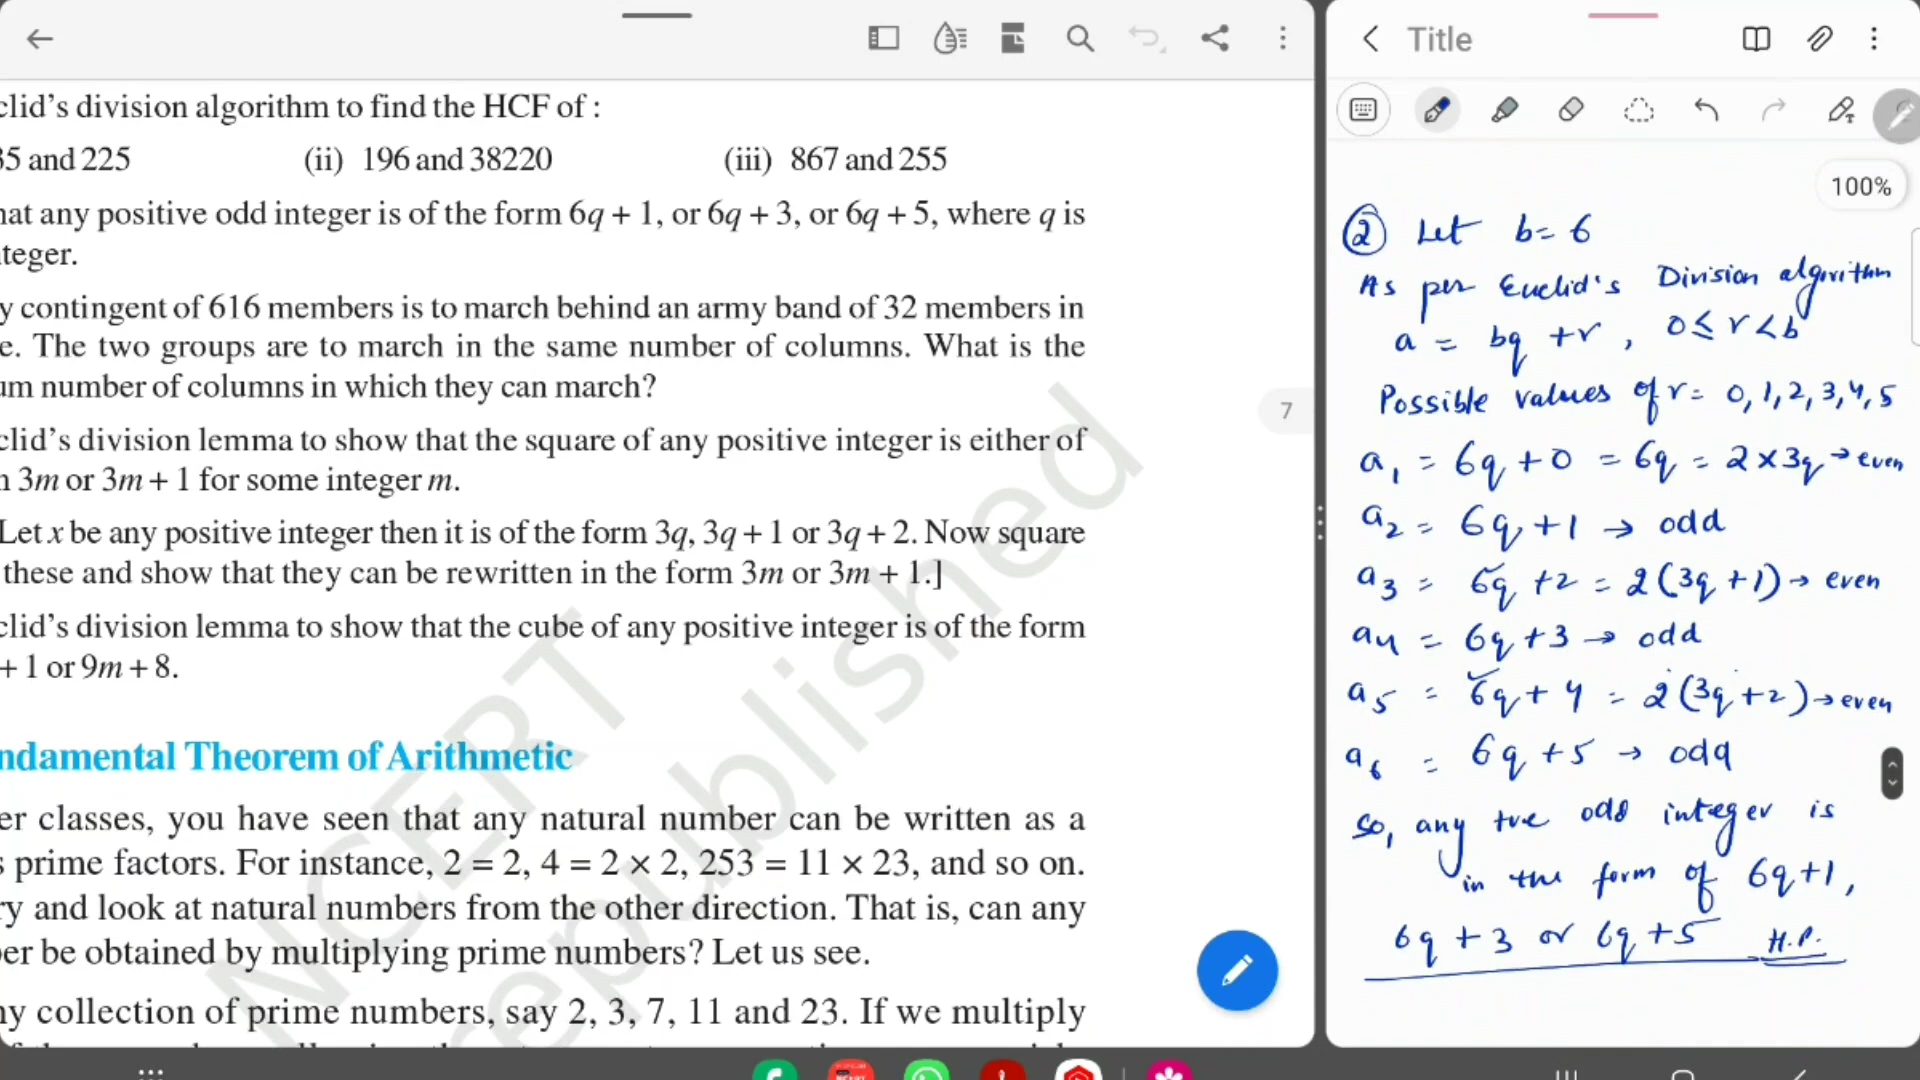 clid's division algorithm to find the HCF of :
35 and 225 (ii) 196 and 38220 (iii) 867 and 255
hat any positive odd integer is of the form 6q + 1, or 6q + 3, or 6q + 5, where q is
teger.
y contingent of 616 members is to march behind an army band of 32 members in
e. The two groups are to march in the same number of columns. What is the
um number of columns in which they can march?
clid's division lemma to show that the square of any positive integer is either of
m 3m or 3m + 1 for some integer m.
Let x be any positive integer then it is of the form 3q, 3q + 1 or 3q + 2. Now square
these and show that they can be rewritten in the form 3m or 3m + 1.]
clid's division lemma to show that the cube of any positive integer is of the form
+ 1 or 9m + 8.
ndamental Theorem of Arithmetic
er classes, you have seen that any natural number can be written as a
s prime factors. For instance, 2 = 2, 4 = 2 × 2, 253 = 11 × 23, and so on.
ry and look at natural numbers from the other direction. That is, can any
er be obtained by multiplying prime numbers? Let us see.
ny collection of prime numbers, say 2, 3, 7, 11 and 23. If we multiply
NCERT
republished
7
Title
100%
② Let b = 6
As per Euclid's Division algorithm
a = bq + r , 0 ≤ r < b
Possible values of r = 0, 1, 2, 3, 4, 5
a₁ = 6q + 0 = 6q = 2 × 3q → even
a₂ = 6q + 1 → odd
a₃ = 6q + 2 = 2(3q + 1) → even
a₄ = 6q + 3 → odd
a₅ = 6q + 4 = 2(3q + 2) → even
a₆ = 6q + 5 → odd
So, any +ve odd integer is
in the form of 6q + 1,
6q + 3 or 6q + 5 H.P.